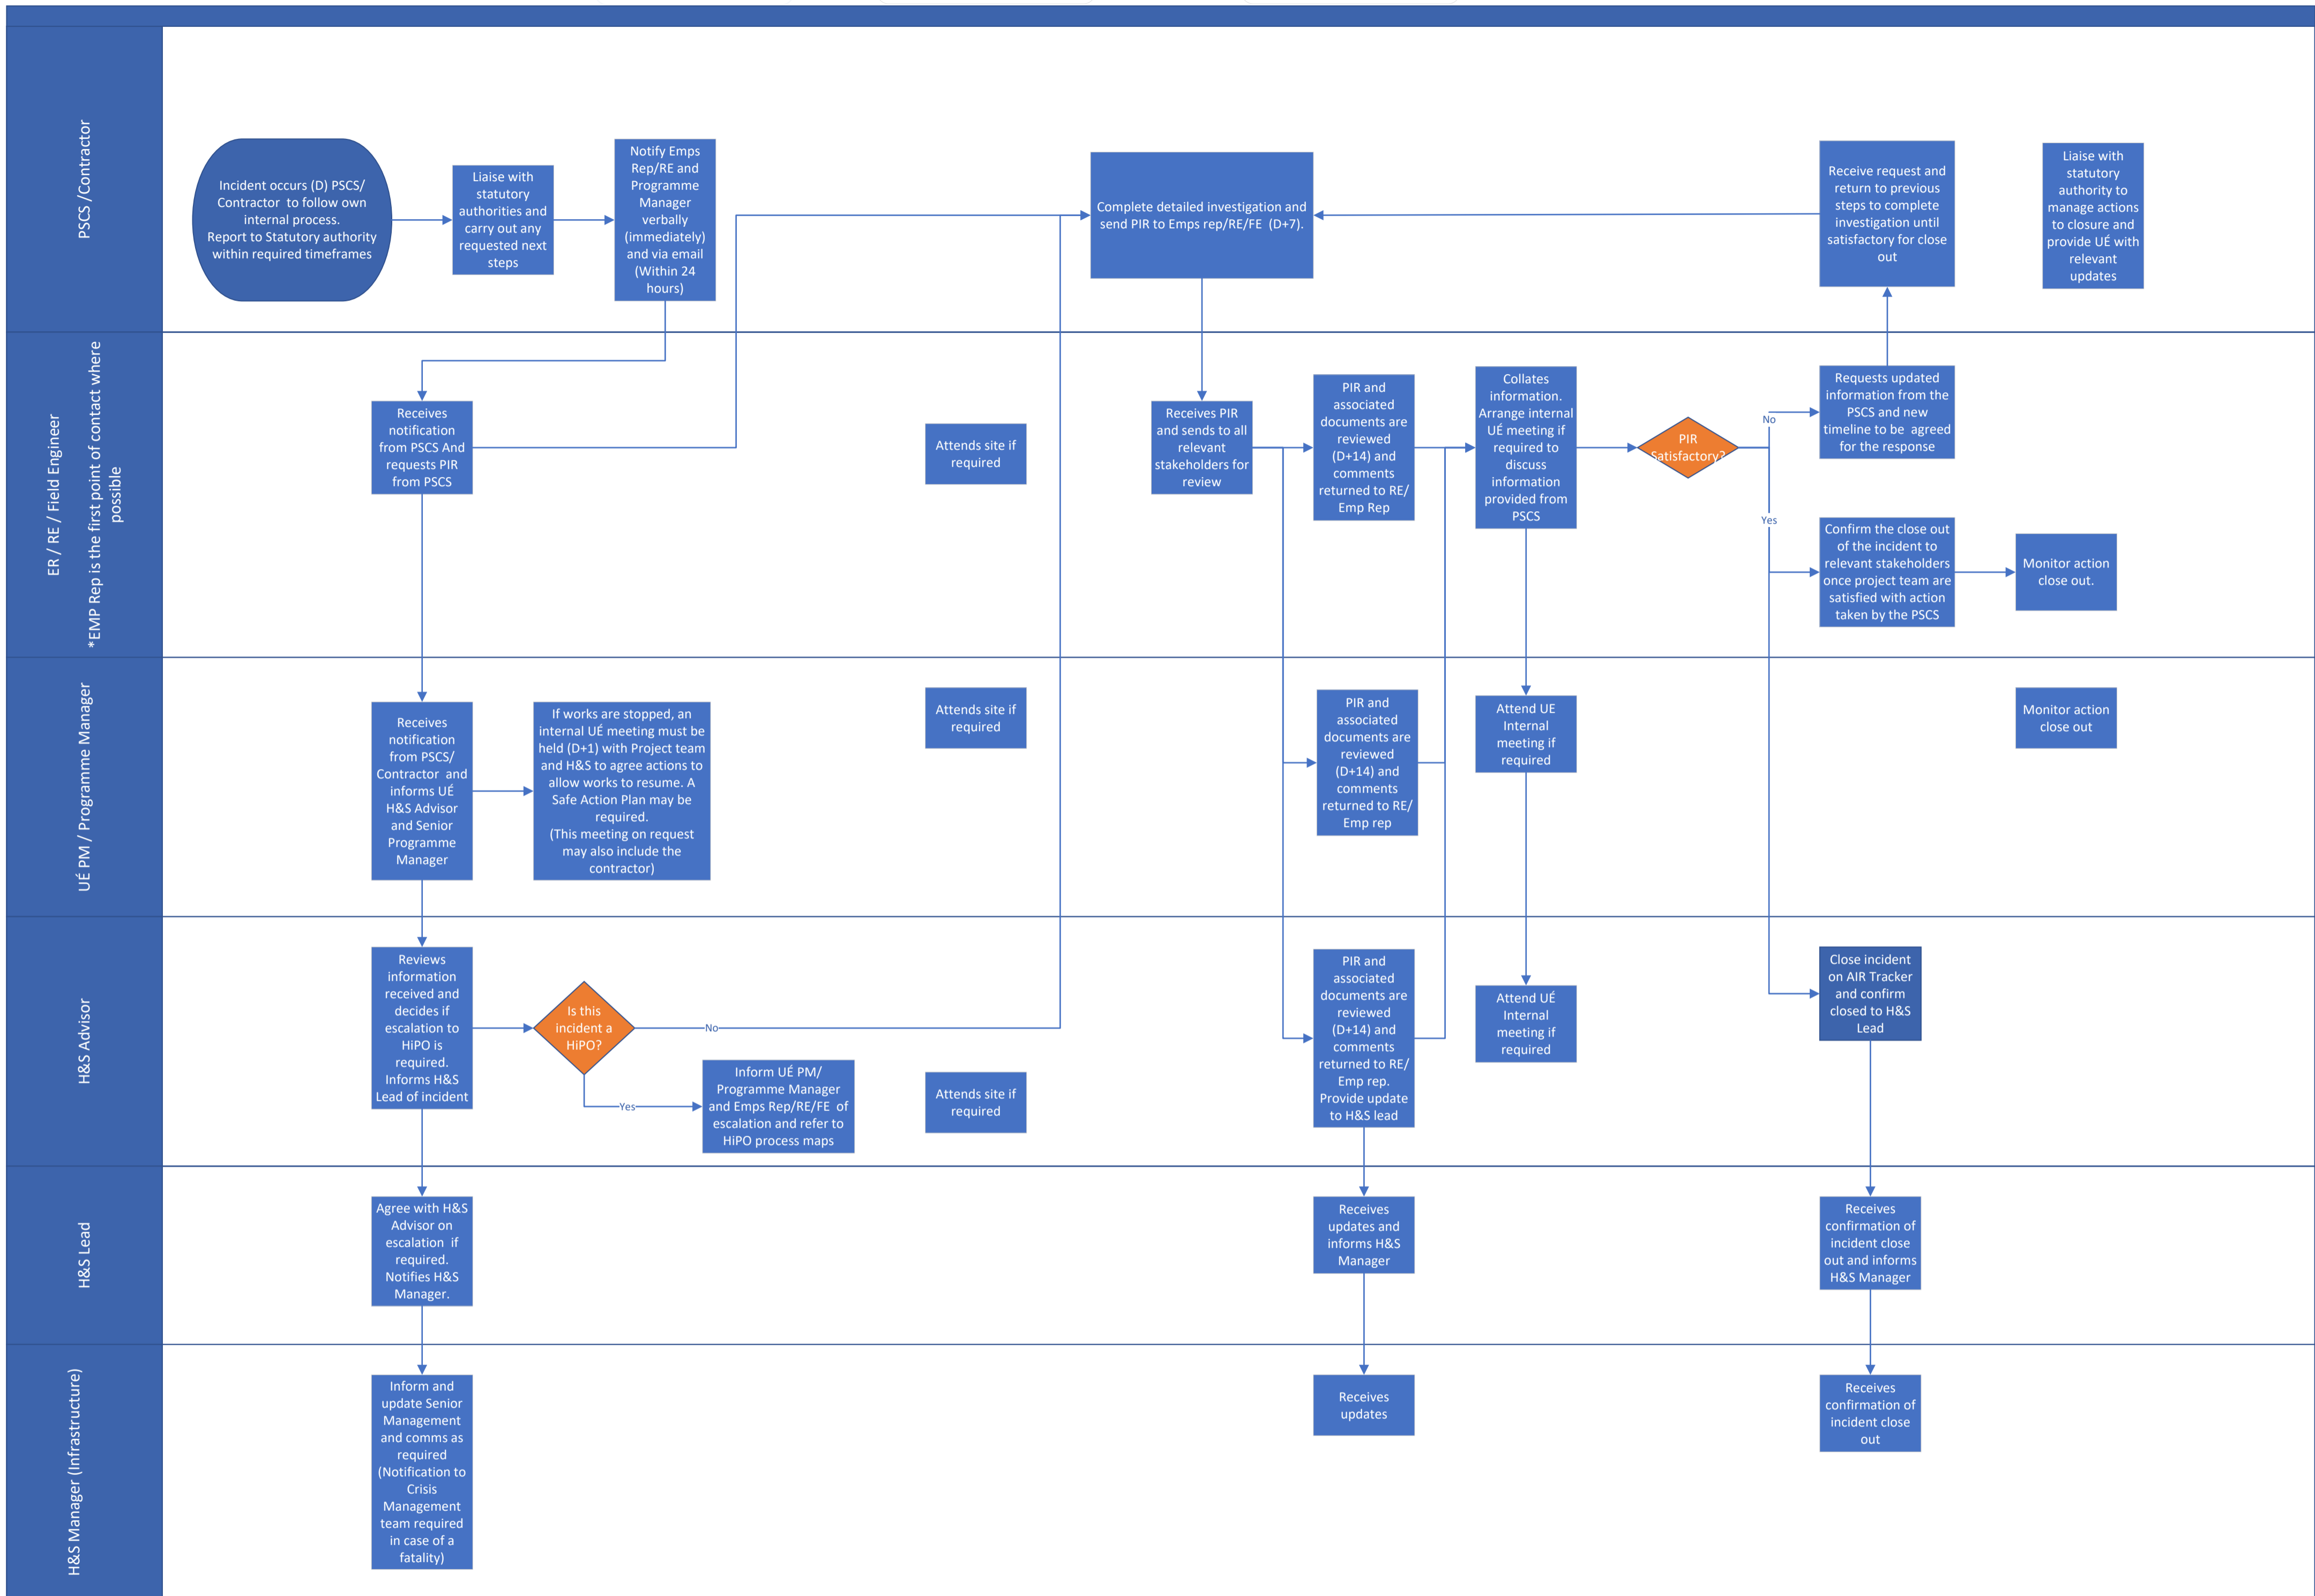 PSCS /Contractor
Incident occurs (D) PSCS/
Contractor  to follow own
internal process.
Report to Statutory authority
within required timeframes
Liaise with
statutory
authorities and
carry out any
requested next
steps
Notify Emps
Rep/RE and
Programme
Manager
verbally
(immediately)
and via email
(Within 24
hours)
Complete detailed investigation and
send PIR to Emps rep/RE/FE  (D+7).
Receive request and
return to previous
steps to complete
investigation until
satisfactory for close
out
Liaise with
statutory
authority to
manage actions
to closure and
provide UÉ with
relevant
updates
ER / RE / Field Engineer
*EMP Rep is the first point of contact where
possible
Receives
notification
from PSCS And
requests PIR
from PSCS
Attends site if
required
Receives PIR
and sends to all
relevant
stakeholders for
review
PIR and
associated
documents are
reviewed
(D+14) and
comments
returned to RE/
Emp Rep
Collates
information.
Arrange internal
UÉ meeting if
required to
discuss
information
provided from
PSCS
PIR
Satisfactory?
No
Requests updated
information from the
PSCS and new
timeline to be  agreed
for the response
Yes
Confirm the close out
of the incident to
relevant stakeholders
once project team are
satisfied with action
taken by the PSCS
Monitor action
close out.
UÉ PM / Programme Manager
Receives
notification
from PSCS/
Contractor  and
informs UÉ
H&S Advisor
and Senior
Programme
Manager
If works are stopped, an
internal UÉ meeting must be
held (D+1) with Project team
and H&S to agree actions to
allow works to resume. A
Safe Action Plan may be
required.
(This meeting on request
may also include the
contractor)
Attends site if
required
PIR and
associated
documents are
reviewed
(D+14) and
comments
returned to RE/
Emp rep
Attend UE
Internal
meeting if
required
Monitor action
close out
H&S Advisor
Reviews
information
received and
decides if
escalation to
HiPO is
required.
Informs H&S
Lead of incident
Is this
incident a
HiPO?
No
Yes
Inform UÉ PM/
Programme Manager
and Emps Rep/RE/FE  of
escalation and refer to
HiPO process maps
Attends site if
required
PIR and
associated
documents are
reviewed
(D+14) and
comments
returned to RE/
Emp rep.
Provide update
to H&S lead
Attend UÉ
Internal
meeting if
required
Close incident
on AIR Tracker
and confirm
closed to H&S
Lead
H&S Lead
Agree with H&S
Advisor on
escalation  if
required.
Notifies H&S
Manager.
Receives
updates and
informs H&S
Manager
Receives
confirmation of
incident close
out and informs
H&S Manager
H&S Manager (Infrastructure)
Inform and
update Senior
Management
and comms as
required
(Notification to
Crisis
Management
team required
in case of a
fatality)
Receives
updates
Receives
confirmation of
incident close
out